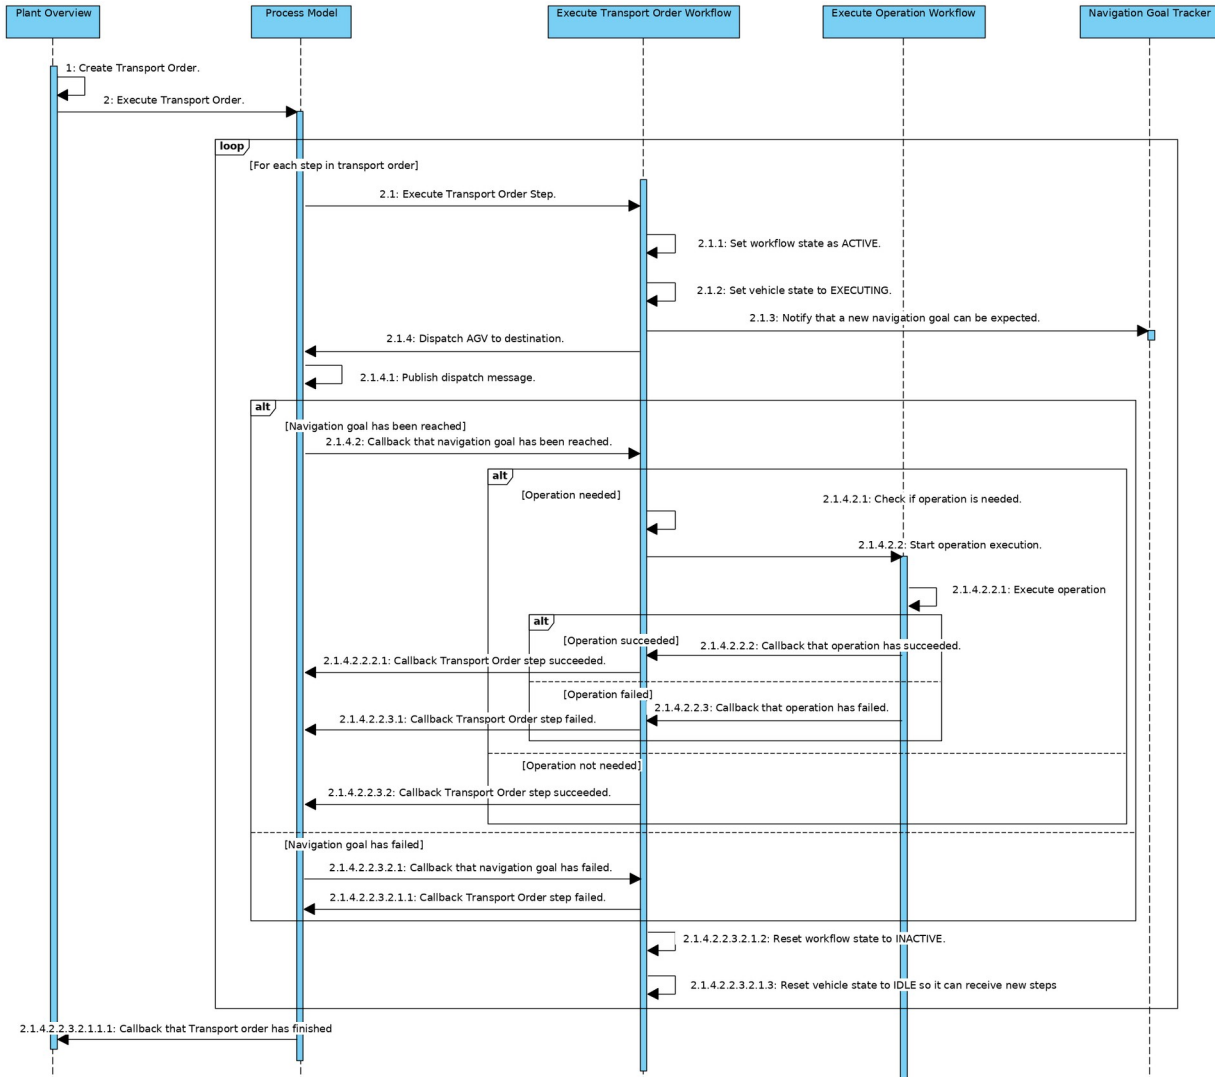 Plant Overview
Process Model
Execute Transport Order Workflow
Execute Operation Workflow
Navigation Goal Tracker
1: Create Transport Order.
2: Execute Transport Order.
loop
[For each step in transport order]
2.1: Execute Transport Order Step.
2.1.1: Set workflow state as ACTIVE.
2.1.2: Set vehicle state to EXECUTING.
2.1.3: Notify that a new navigation goal can be expected.
2.1.4: Dispatch AGV to destination.
2.1.4.1: Publish dispatch message.
alt
[Navigation goal has been reached]
2.1.4.2: Callback that navigation goal has been reached.
alt
[Operation needed]
2.1.4.2.1: Check if operation is needed.
2.1.4.2.2: Start operation execution.
2.1.4.2.2.1: Execute operation
alt
[Operation succeeded]
2.1.4.2.2.2: Callback that operation has succeeded.
2.1.4.2.2.2.1: Callback Transport Order step succeeded.
[Operation failed]
2.1.4.2.2.3: Callback that operation has failed.
2.1.4.2.2.3.1: Callback Transport Order step failed.
[Operation not needed]
2.1.4.2.2.3.2: Callback Transport Order step succeeded.
[Navigation goal has failed]
2.1.4.2.2.3.2.1: Callback that navigation goal has failed.
2.1.4.2.2.3.2.1.1: Callback Transport Order step failed.
2.1.4.2.2.3.2.1.2: Reset workflow state to INACTIVE.
2.1.4.2.2.3.2.1.3: Reset vehicle state to IDLE so it can receive new steps
2.1.4.2.2.3.2.1.1.1: Callback that Transport order has finished